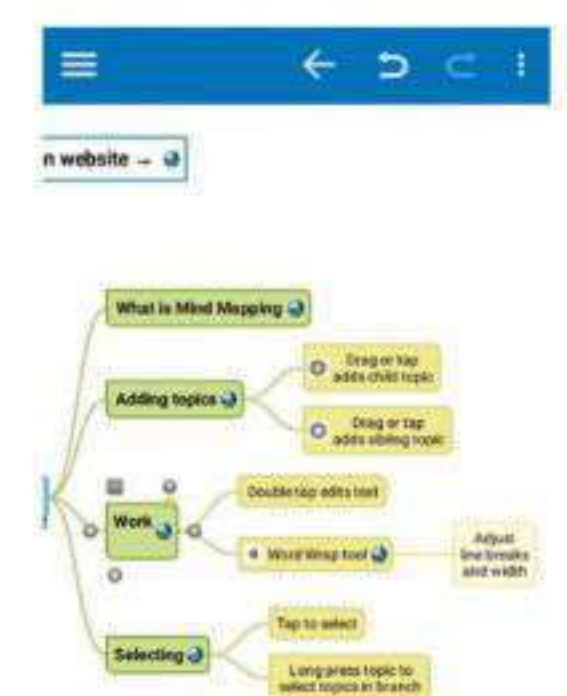 n website →
What is Mind Mapping
Adding topics
Drag or tap
adds child topic
Drag or tap
adds sibling topic
Work
Double tap edits text
Word Wrap tool
Adjust
line breaks
and width
Selecting
Tap to select
Long press topic to
select topics in branch